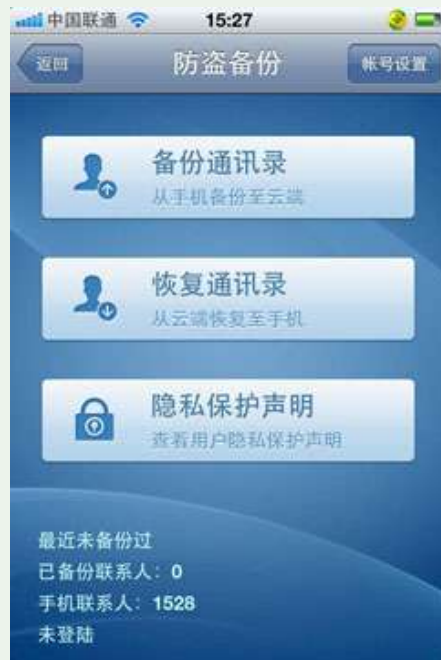 中国联通 15:27
返回 防盗备份 帐号设置
备份通讯录
从手机备份至云端
恢复通讯录
从云端恢复至手机
隐私保护声明
查看用户隐私保护声明
最近未备份过
已备份联系人：0
手机联系人：1528
未登陆